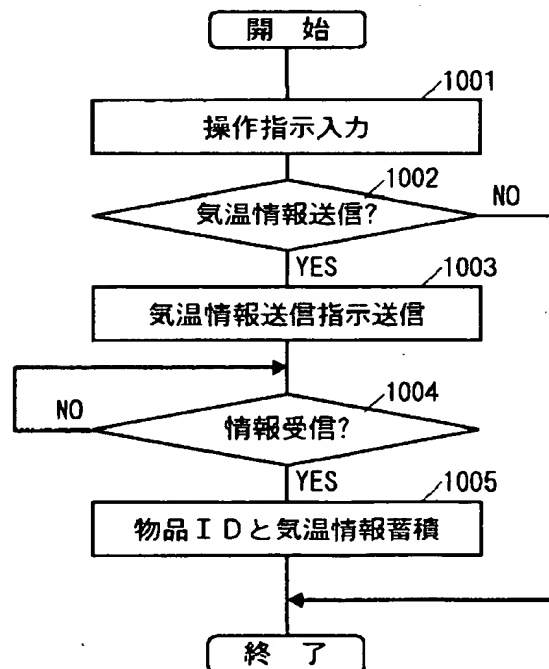 開 始
1001
操作指示入力
1002
気温情報送信?
NO
YES
1003
気温情報送信指示送信
1004
NO
情報受信?
YES
1005
物品IDと気温情報蓄積
終 了